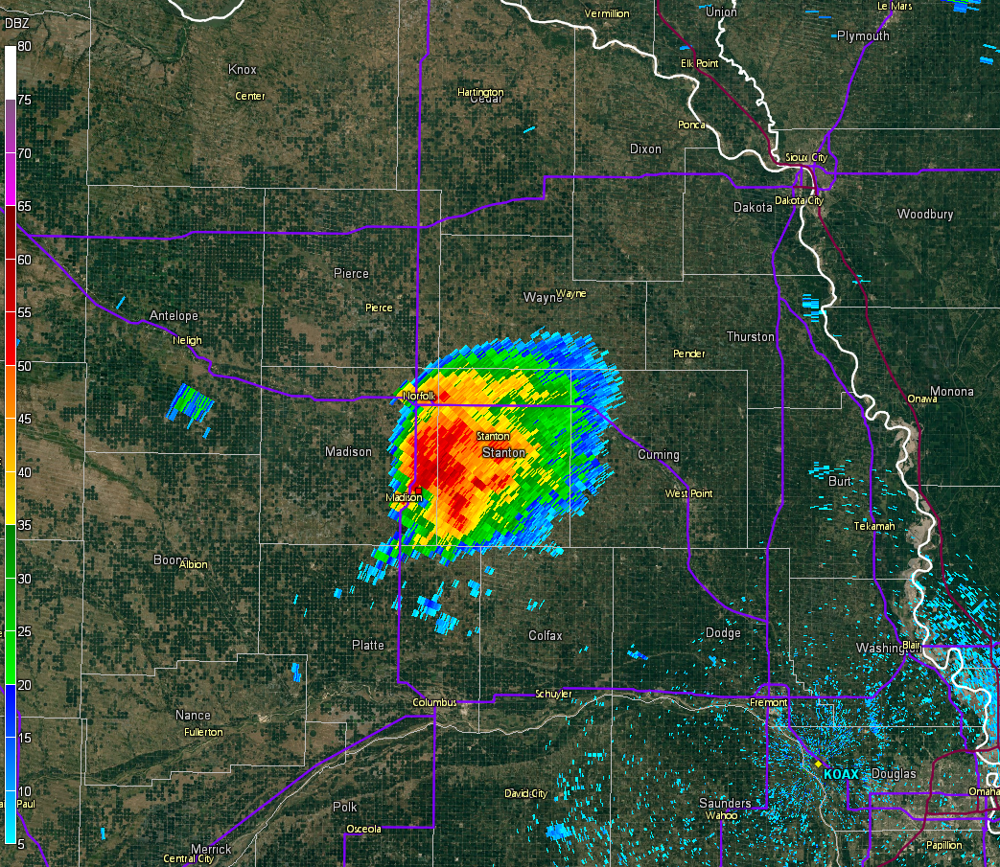 DBZ
80
75
70
65
60
55
50
45
40
35
30
25
20
15
10
5
Le Mars
Vermillion
Union
Plymouth
Elk Point
Knox
Center
Hartington
Cedar
Ponca
Dixon
Sioux City
Dakota City
Dakota
Woodbury
Pierce
Pierce
Wayne
Wayne
Antelope
Neligh
Thurston
Pender
Norfolk
Onawa
Monona
Stanton
Stanton
Madison
Cuming
Burt
West Point
Madison
Tekamah
Boone
Albion
Colfax
Dodge
Platte
Washington
Blair
Schuyler
Columbus
Fremont
Nance
Fullerton
KOAX
Douglas
Omaha
David City
Saunders
Wahoo
Paul
Polk
Osceola
Papillion
Merrick
Central City